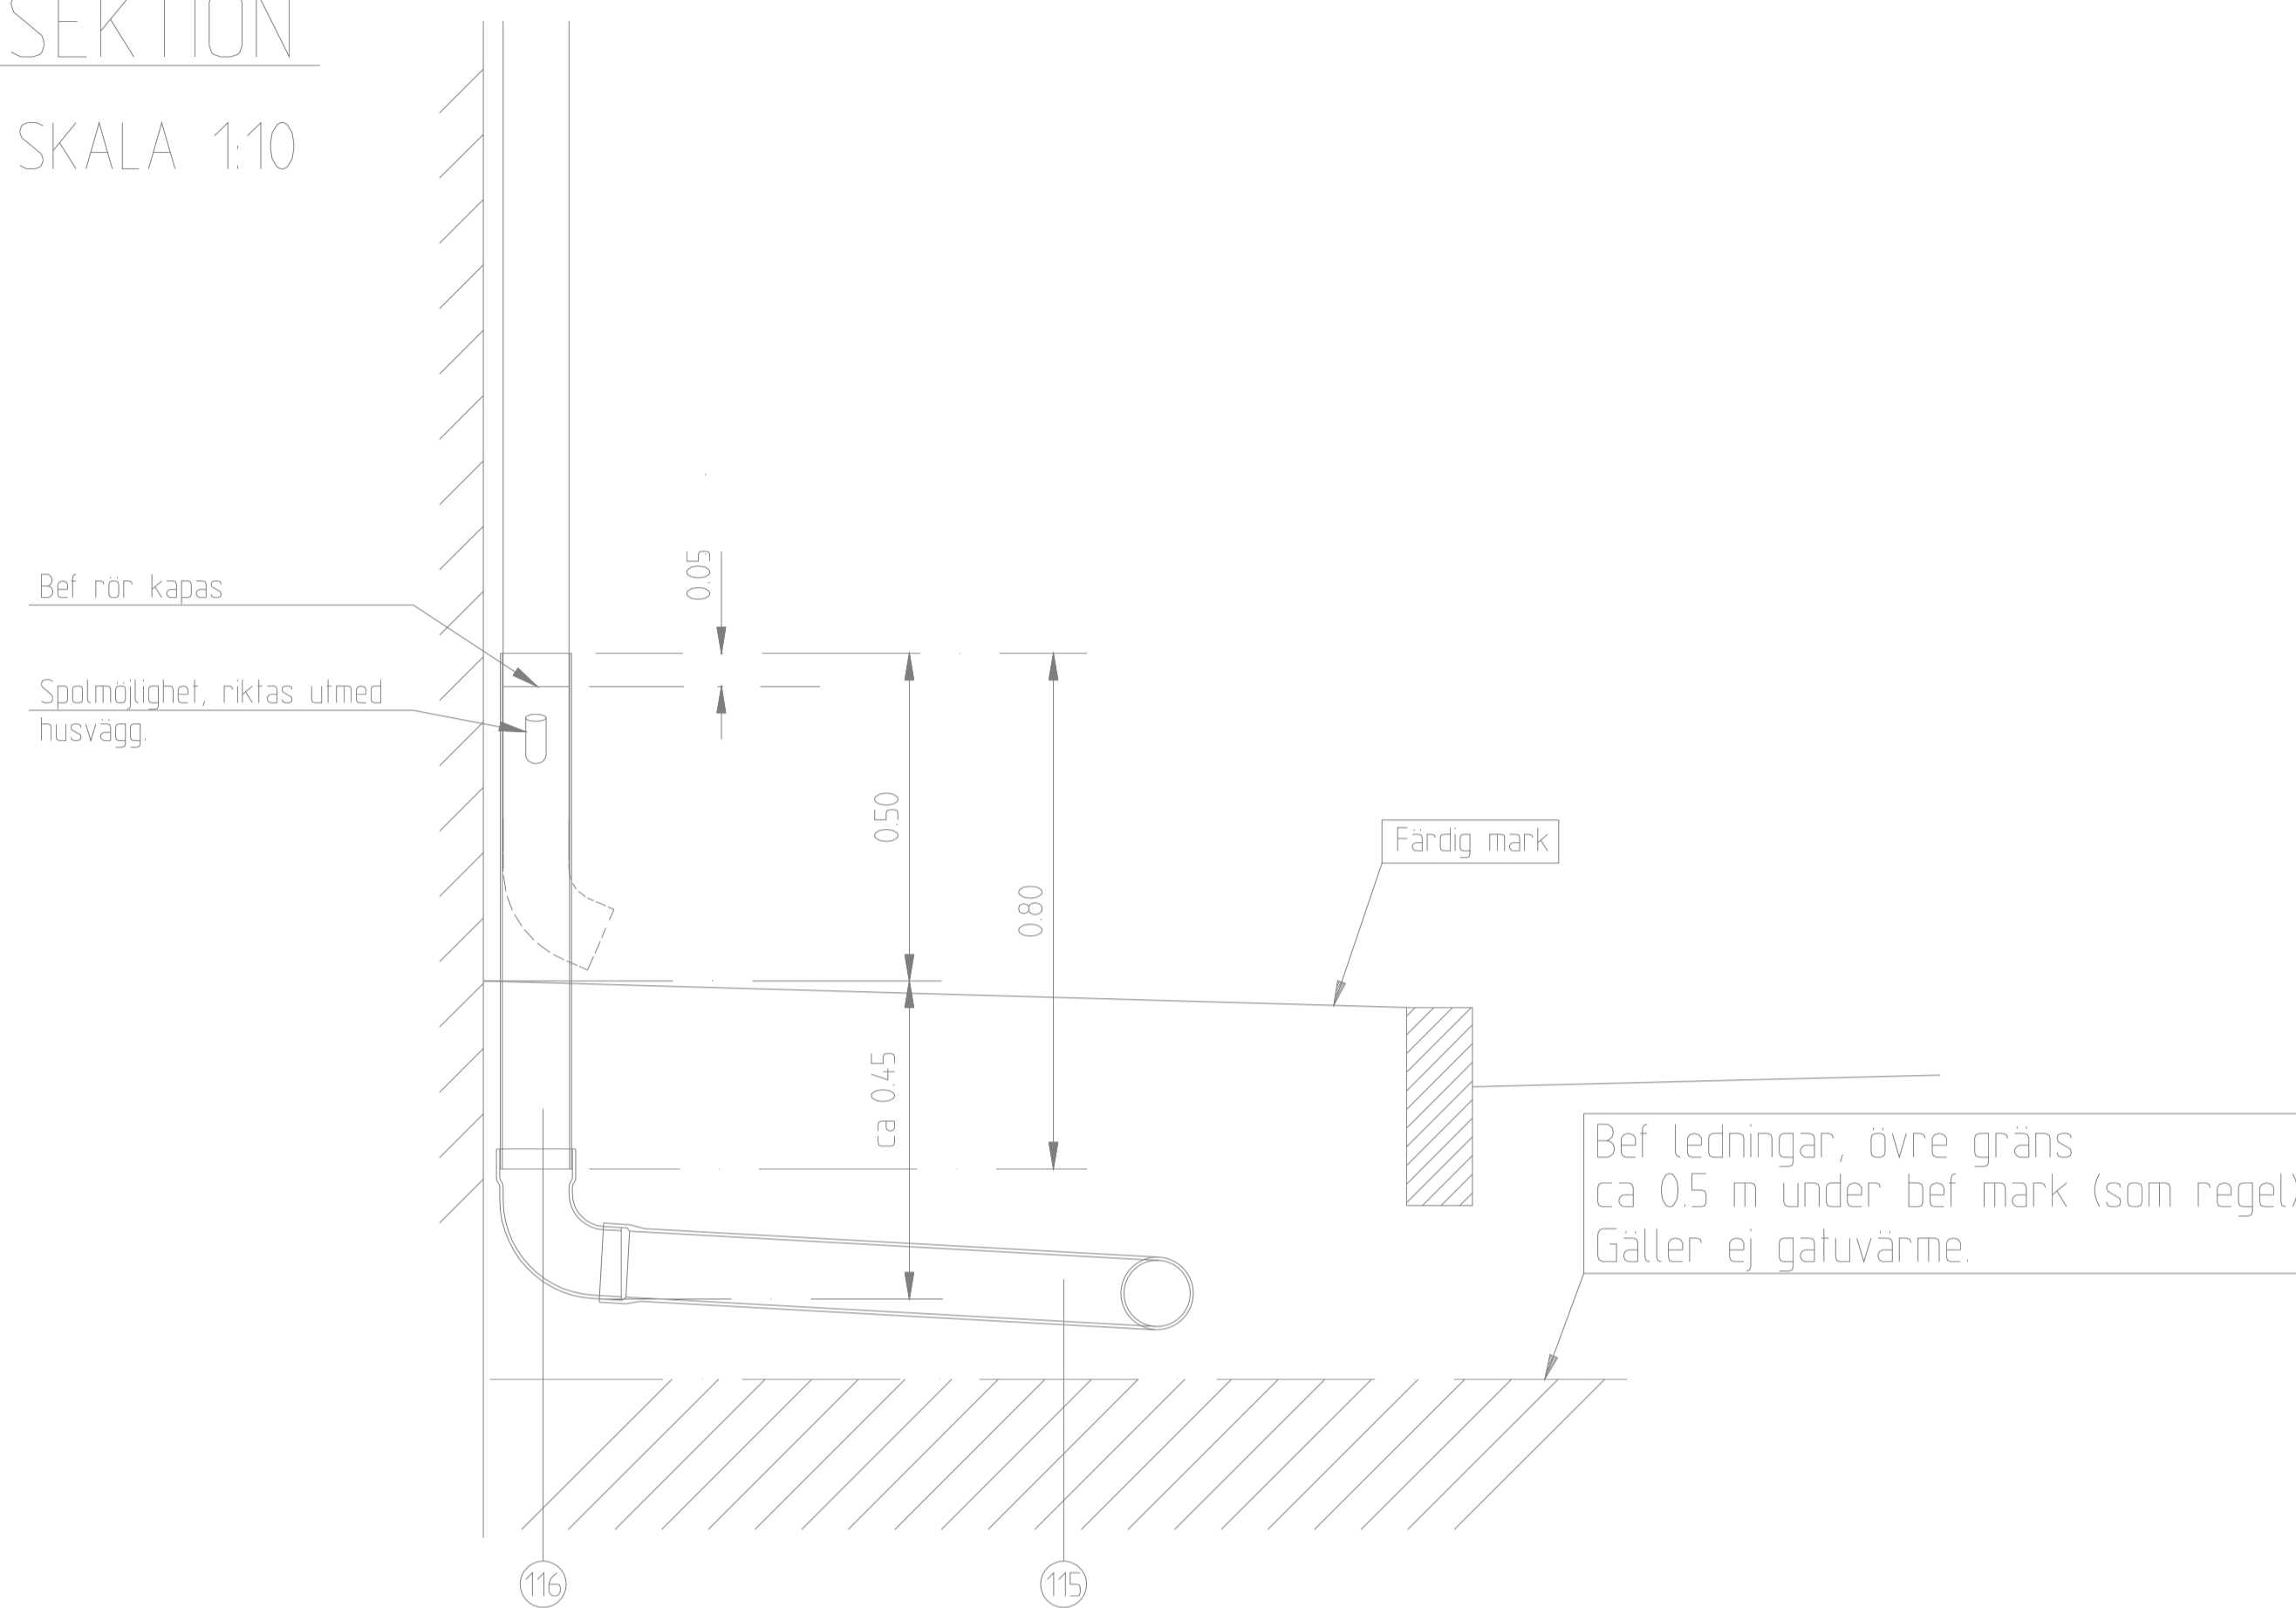 SEKTION
SKALA 1:10
0.05
Bef rör kapas
Spolmöjlighet, riktas utmed
husvägg.
0.50
Färdig mark
0.80
ca 0.45
Bef ledningar, övre gräns
ca 0.5 m under bef mark (som regel)
Gäller ej gatuvärme.
116
115